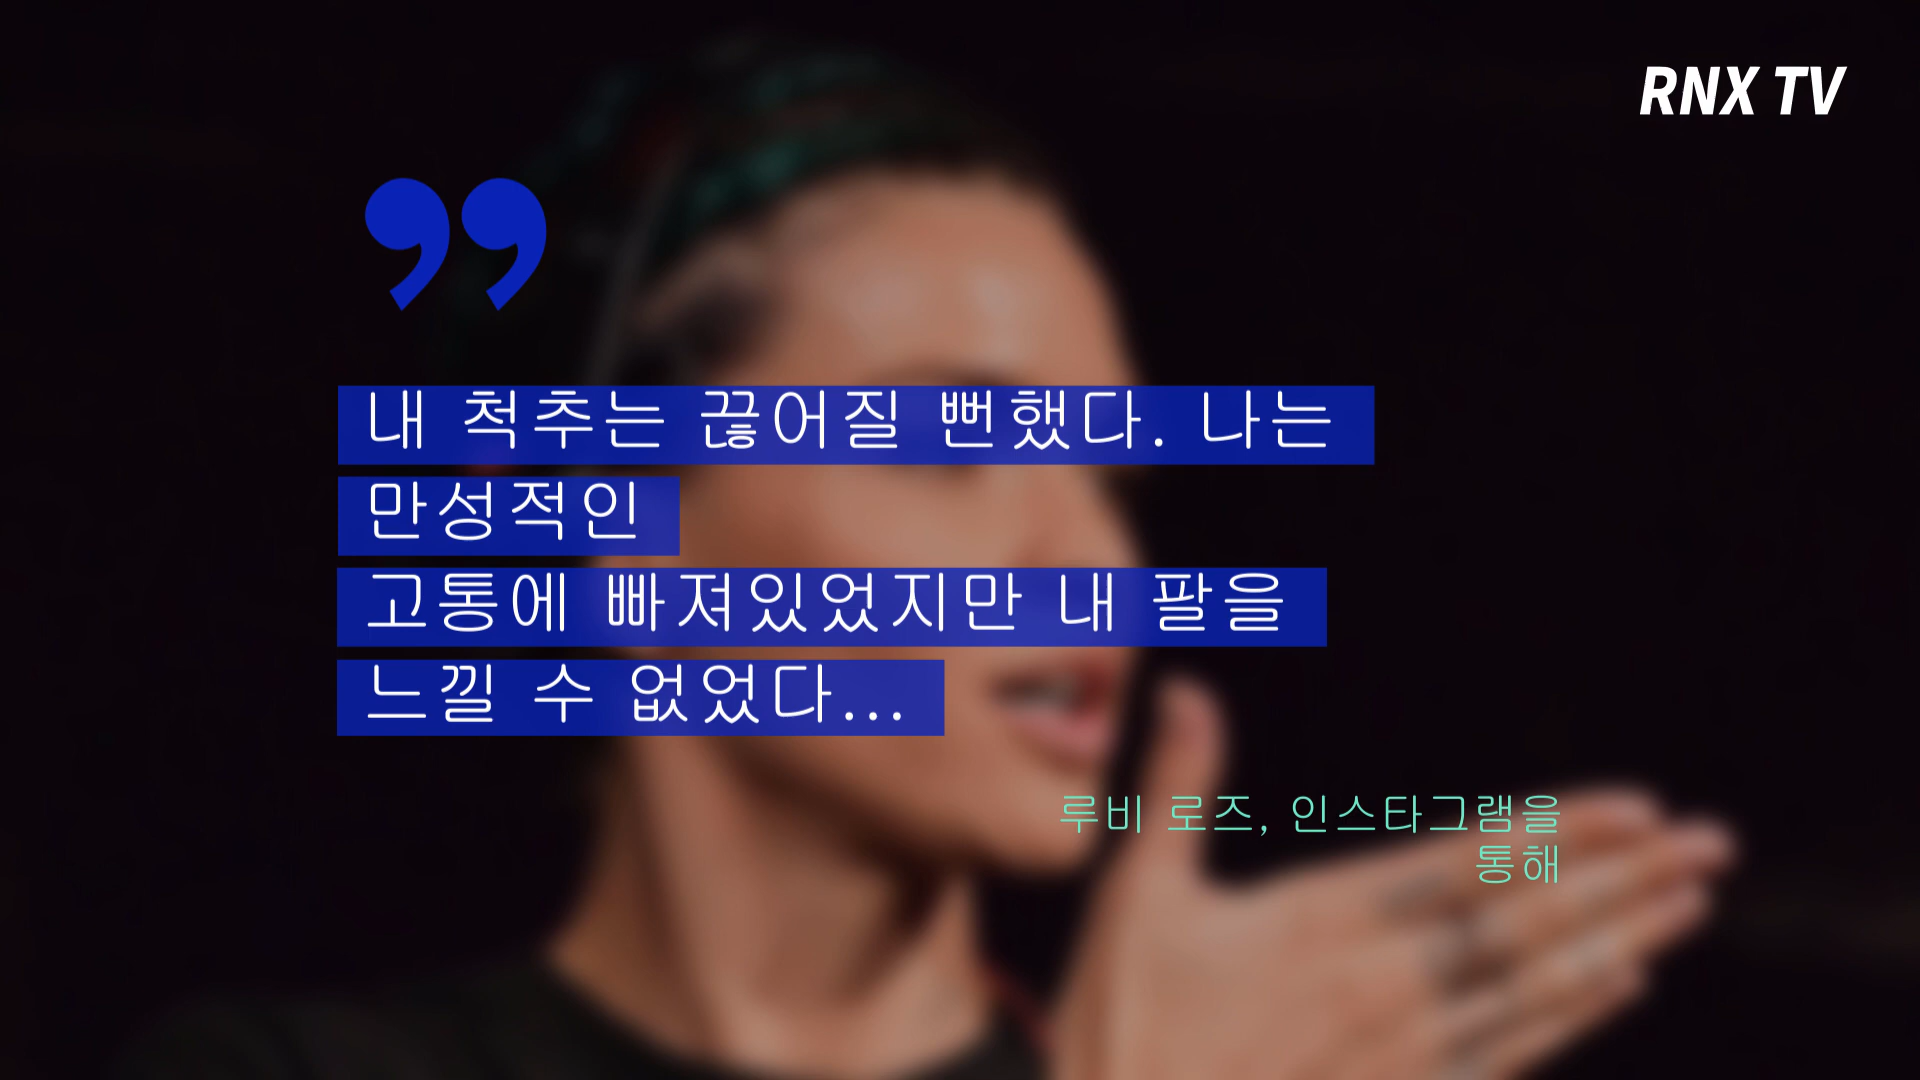 RNX TV
”
내 척추는 끊어질 뻔했다. 나는
만성적인
고통에 빠져있었지만 내 팔을
느낄 수 없었다...
루비 로즈, 인스타그램을
통해